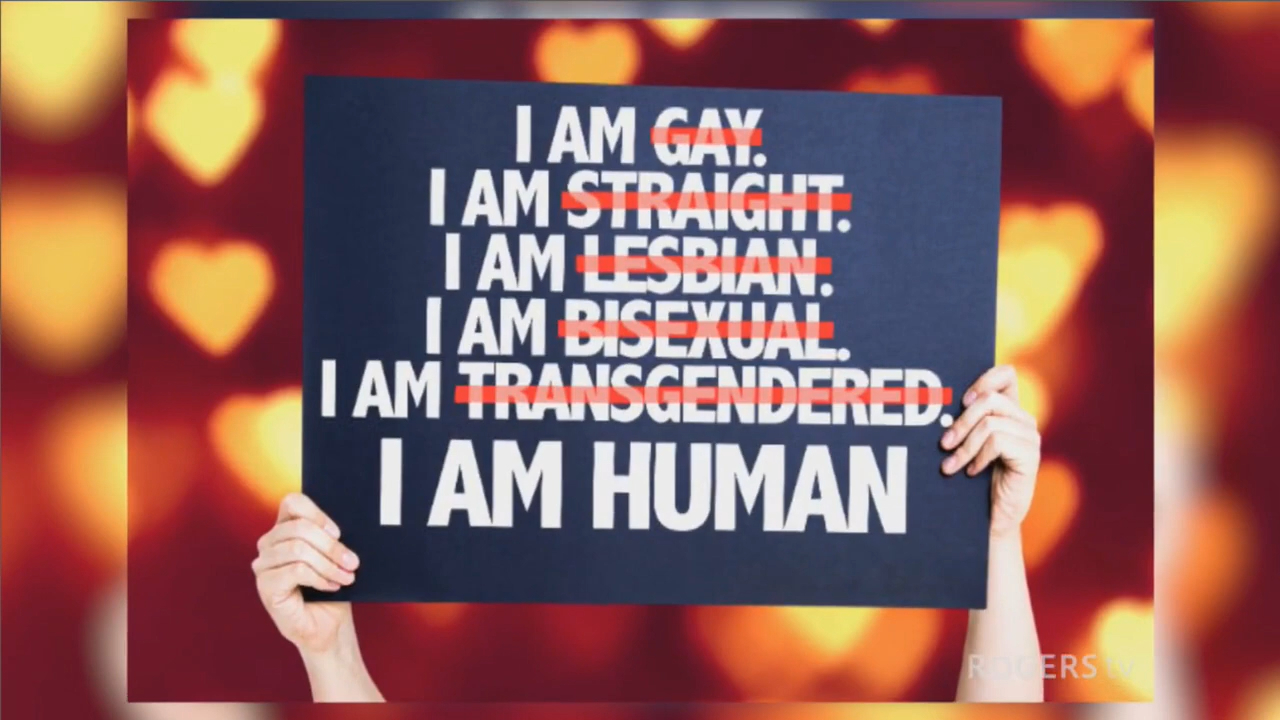 I AM GAY.
I AM STRAIGHT.
I AM LESBIAN.
I AM BISEXUAL.
I AM TRANSGENDERED.
I AM HUMAN
ROGERS tv